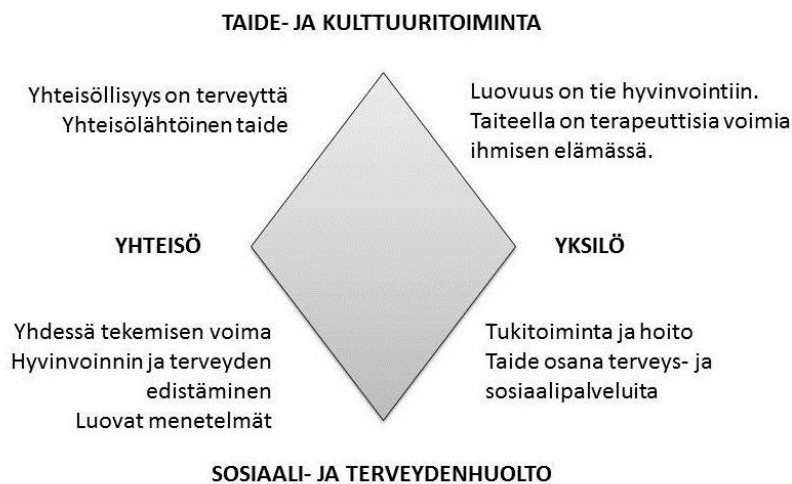 TAIDE- JA KULTTUURITOIMINTA
Yhteisöllisyys on terveyttä
Yhteisölähtöinen taide
Luovuus on tie hyvinvointiin.
Taiteella on terapeuttisia voimia
ihmisen elämässä.
YHTEISÖ
YKSILÖ
Yhdessä tekemisen voima
Hyvinvoinnin ja terveyden
edistäminen
Luovat menetelmät
Tukitoiminta ja hoito
Taide osana terveys- ja
sosiaalipalveluita
SOSIAALI- JA TERVEYDENHUOLTO